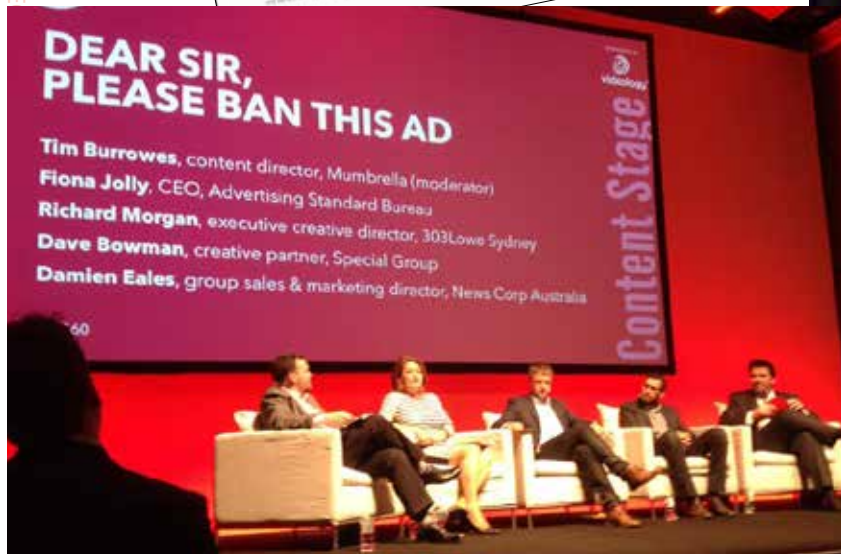 DEAR SIR,
PLEASE BAN THIS AD
Tim Burrowes, content director, Mumbrella (moderator)
Fiona Jolly, CEO, Advertising Standard Bureau
Richard Morgan, executive creative director, 303Lowe Sydney
Dave Bowman, creative partner, Special Group
Damien Eales, group sales & marketing director, News Corp Australia
60
videology
Content Stage